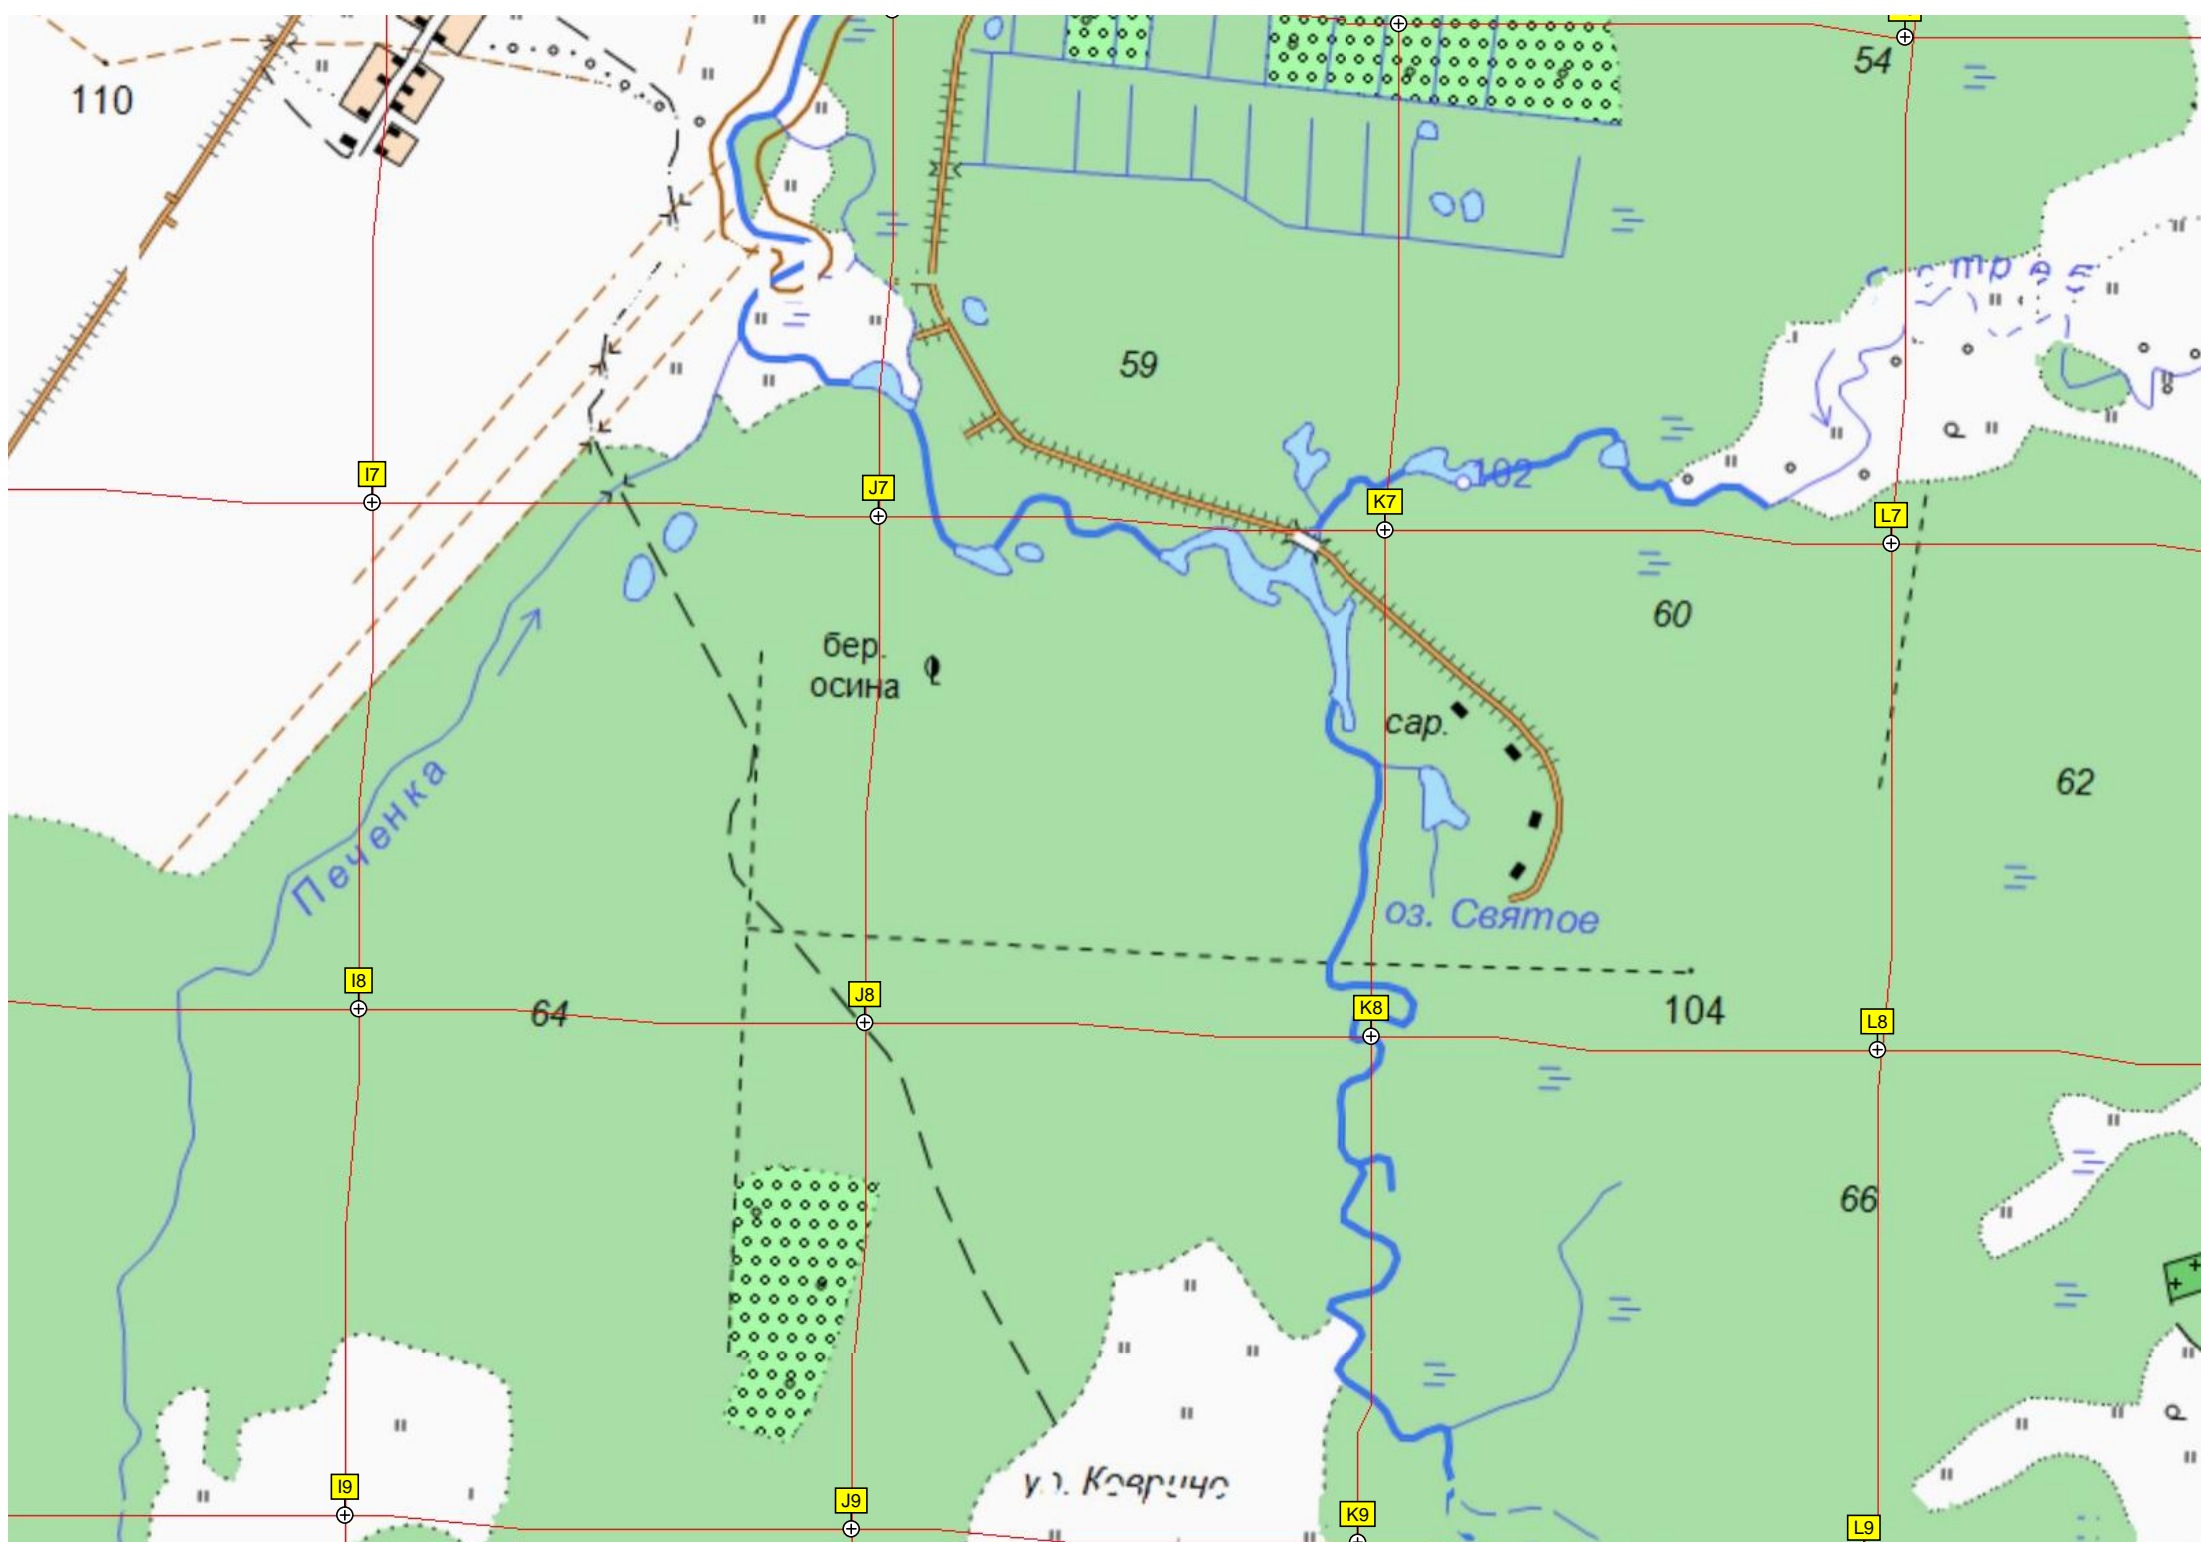 54
110
стрев
59
I7
J7
102
K7
L7
60
бер.
осина
сар.
62
Печенка
оз. Святое
I8
64
J8
K8
104
L8
66
I9
J9
K9
L9